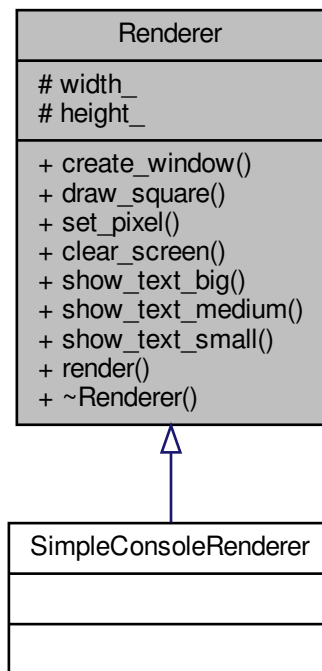 Renderer
# width_
# height_
+ create_window()
+ draw_square()
+ set_pixel()
+ clear_screen()
+ show_text_big()
+ show_text_medium()
+ show_text_small()
+ render()
+ ~Renderer()
SimpleConsoleRenderer